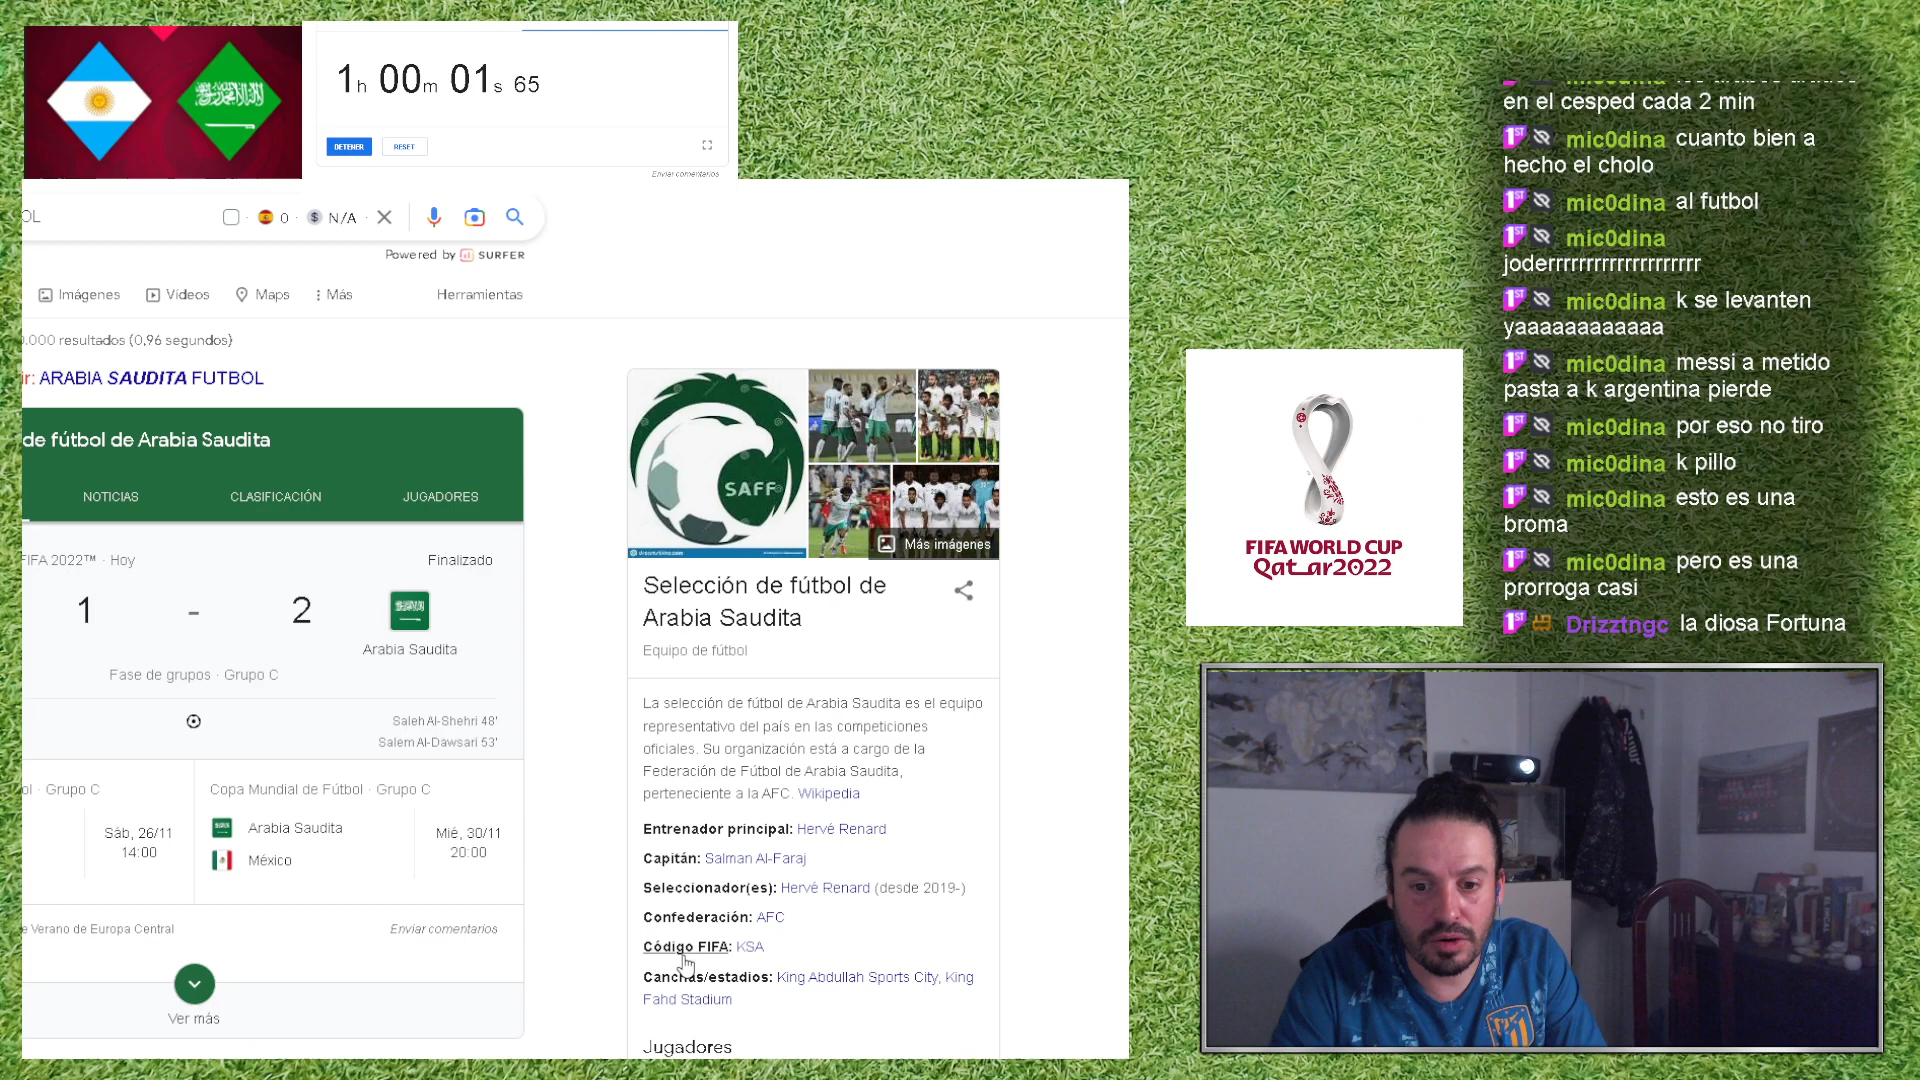 1h 00m 01s 65
DETENER
RESET
Enviar comentarios
OL
0
N/A
Powered by SURFER
Imágenes
Vídeos
Maps
Más
Herramientas
.000 resultados (0,96 segundos)
ir: ARABIA SAUDITA FUTBOL
de fútbol de Arabia Saudita
NOTICIAS
CLASIFICACIÓN
JUGADORES
FIFA 2022™ · Hoy
Finalizado
1 - 2
Arabia Saudita
Fase de grupos · Grupo C
Saleh Al-Shehri 48'
Salem Al-Dawsari 53'
ol · Grupo C
Sáb, 26/11
14:00
Copa Mundial de Fútbol · Grupo C
Arabia Saudita
México
Mié, 30/11
20:00
e Verano de Europa Central
Enviar comentarios
Ver más
SAFF
Más imágenes
Selección de fútbol de
Arabia Saudita
Equipo de fútbol
La selección de fútbol de Arabia Saudita es el equipo
representativo del país en las competiciones
oficiales. Su organización está a cargo de la
Federación de Fútbol de Arabia Saudita,
perteneciente a la AFC. Wikipedia
Entrenador principal: Hervé Renard
Capitán: Salman Al-Faraj
Seleccionador(es): Hervé Renard (desde 2019-)
Confederación: AFC
Código FIFA: KSA
Canchas/estadios: King Abdullah Sports City, King
Fahd Stadium
Jugadores
FIFA WORLD CUP
Qatar2022
en el cesped cada 2 min
mic0dina cuanto bien a
hecho el cholo
mic0dina al futbol
mic0dina
joderrrrrrrrrrrrrrrrrrrr
mic0dina k se levanten
yaaaaaaaaaaaa
mic0dina messi a metido
pasta a k argentina pierde
mic0dina por eso no tiro
mic0dina k pillo
mic0dina esto es una
broma
mic0dina pero es una
prorroga casi
Drizztngc la diosa Fortuna